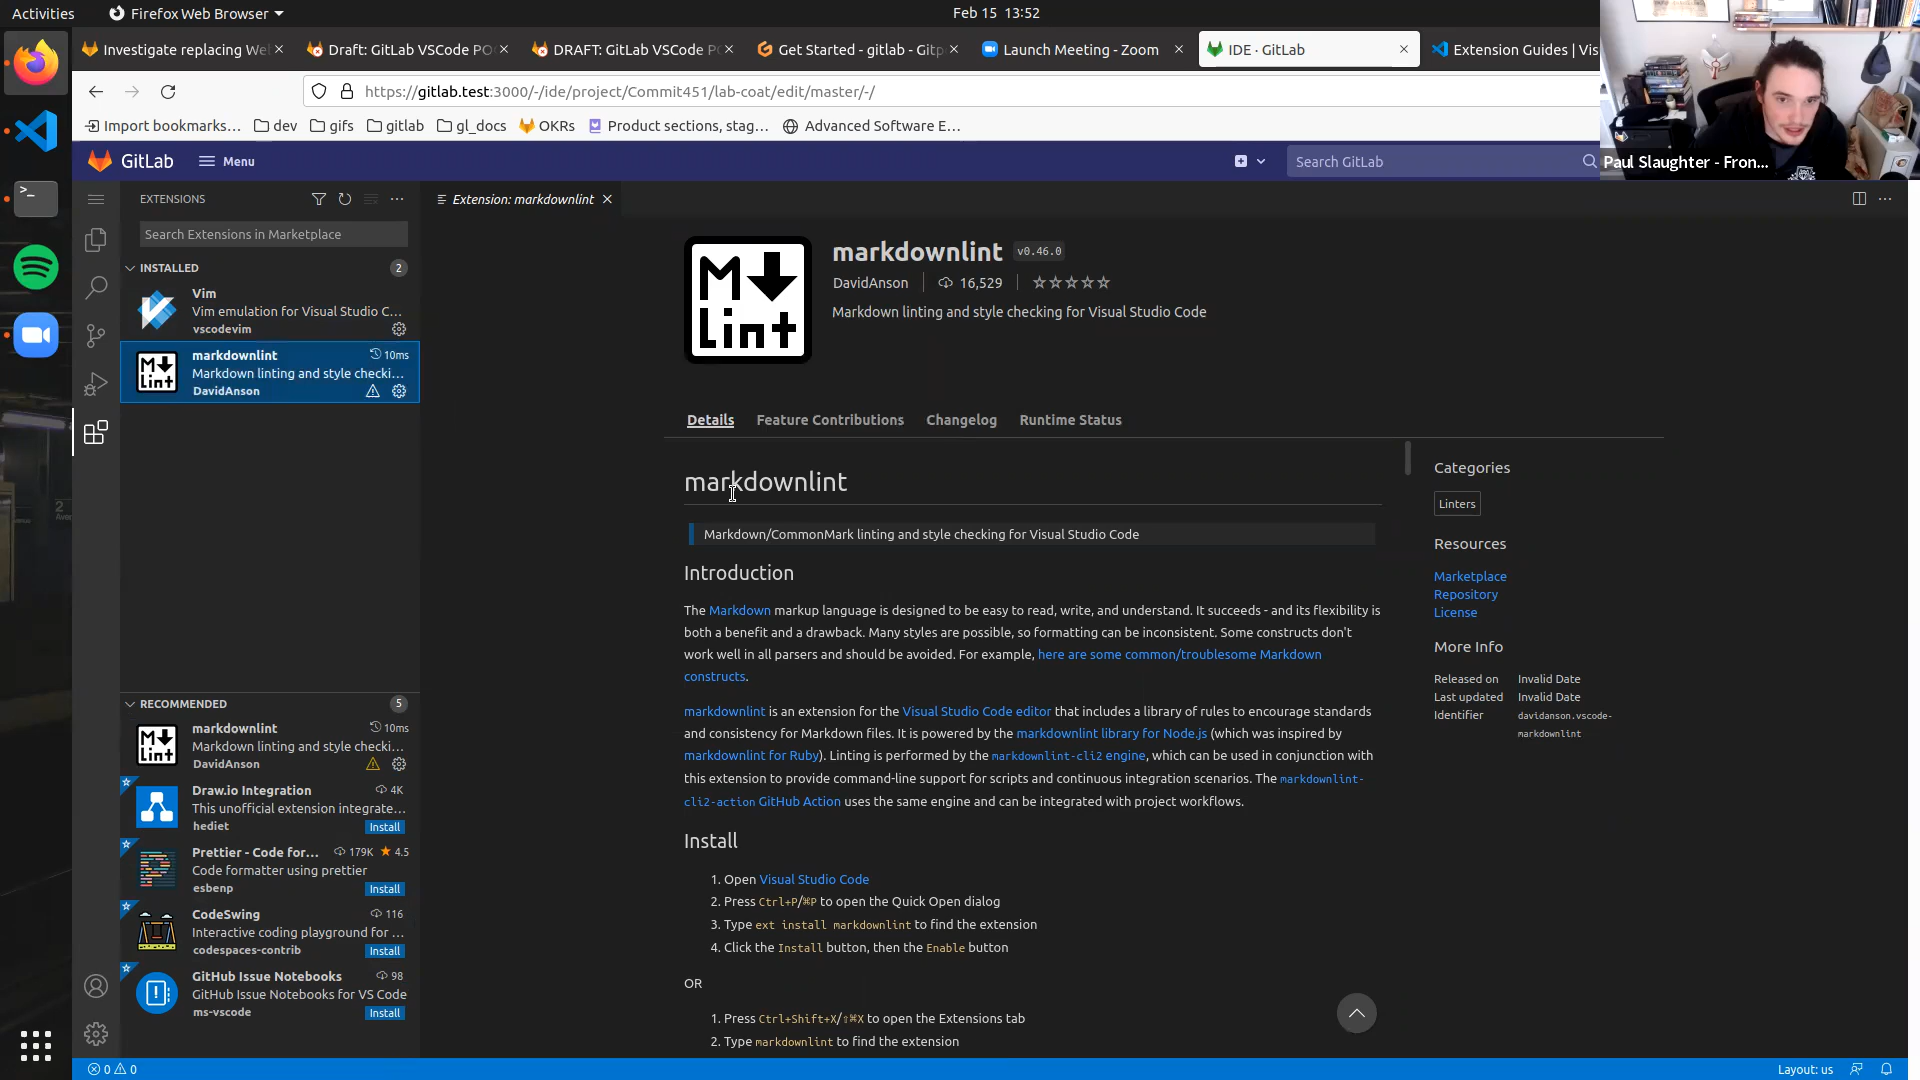 Activities
Firefox Web Browser
Feb 15 13:52
Investigate replacing We
Draft: GitLab VSCode PO
DRAFT: GitLab VSCode P
Get Started - gitlab - Gitp
Launch Meeting - Zoom
IDE · GitLab
Extension Guides | Vis
https://gitlab.test:3000/-/ide/project/Commit451/lab-coat/edit/master/-/
Import bookmarks…
dev
gifs
gitlab
gl_docs
OKRs
Product sections, stag…
Advanced Software E…
GitLab
Menu
Search GitLab
Paul Slaughter - Fron...
EXTENSIONS
Search Extensions in Marketplace
INSTALLED
2
Vim
Vim emulation for Visual Studio C…
vscodevim
markdownlint
10ms
Markdown linting and style checki…
DavidAnson
RECOMMENDED
5
markdownlint
10ms
Markdown linting and style checki…
DavidAnson
Draw.io Integration
4K
This unofficial extension integrate…
hediet
Install
Prettier - Code for…
179K
4.5
Code formatter using prettier
esbenp
Install
CodeSwing
116
Interactive coding playground for …
codespaces-contrib
Install
GitHub Issue Notebooks
98
GitHub Issue Notebooks for VS Code
ms-vscode
Install
Extension: markdownlint
M
Lint
markdownlint
v0.46.0
DavidAnson
16,529
Markdown linting and style checking for Visual Studio Code
Details
Feature Contributions
Changelog
Runtime Status
markdownlint
Markdown/CommonMark linting and style checking for Visual Studio Code
Introduction
The Markdown markup language is designed to be easy to read, write, and understand. It succeeds - and its flexibility is
both a benefit and a drawback. Many styles are possible, so formatting can be inconsistent. Some constructs don't
work well in all parsers and should be avoided. For example, here are some common/troublesome Markdown
constructs.
markdownlint is an extension for the Visual Studio Code editor that includes a library of rules to encourage standards
and consistency for Markdown files. It is powered by the markdownlint library for Node.js (which was inspired by
markdownlint for Ruby). Linting is performed by the markdownlint-cli2 engine, which can be used in conjunction with
this extension to provide command-line support for scripts and continuous integration scenarios. The markdownlint-
cli2-action GitHub Action uses the same engine and can be integrated with project workflows.
Install
1. Open Visual Studio Code
2. Press Ctrl+P/⌘P to open the Quick Open dialog
3. Type ext install markdownlint to find the extension
4. Click the Install button, then the Enable button
OR
1. Press Ctrl+Shift+X/⇧⌘X to open the Extensions tab
2. Type markdownlint to find the extension
Categories
Linters
Resources
Marketplace
Repository
License
More Info
Released on
Invalid Date
Last updated
Invalid Date
Identifier
davidanson.vscode-
markdownlint
0
0
Layout: us